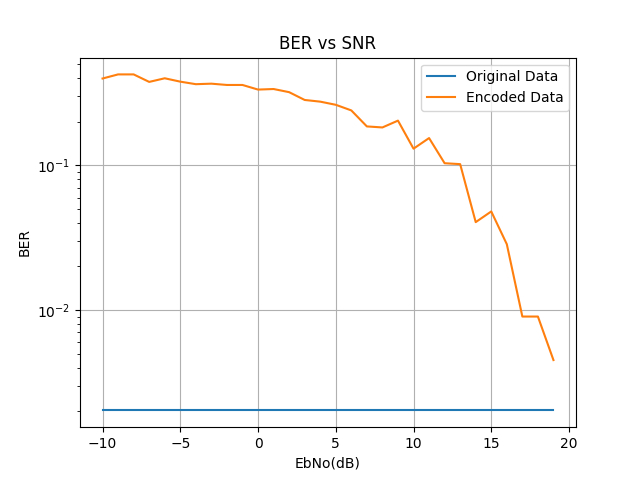 BER vs SNR
Original Data
Encoded Data
10⁻¹
10⁻²
BER
−10
−5
0
5
10
15
20
EbNo(dB)